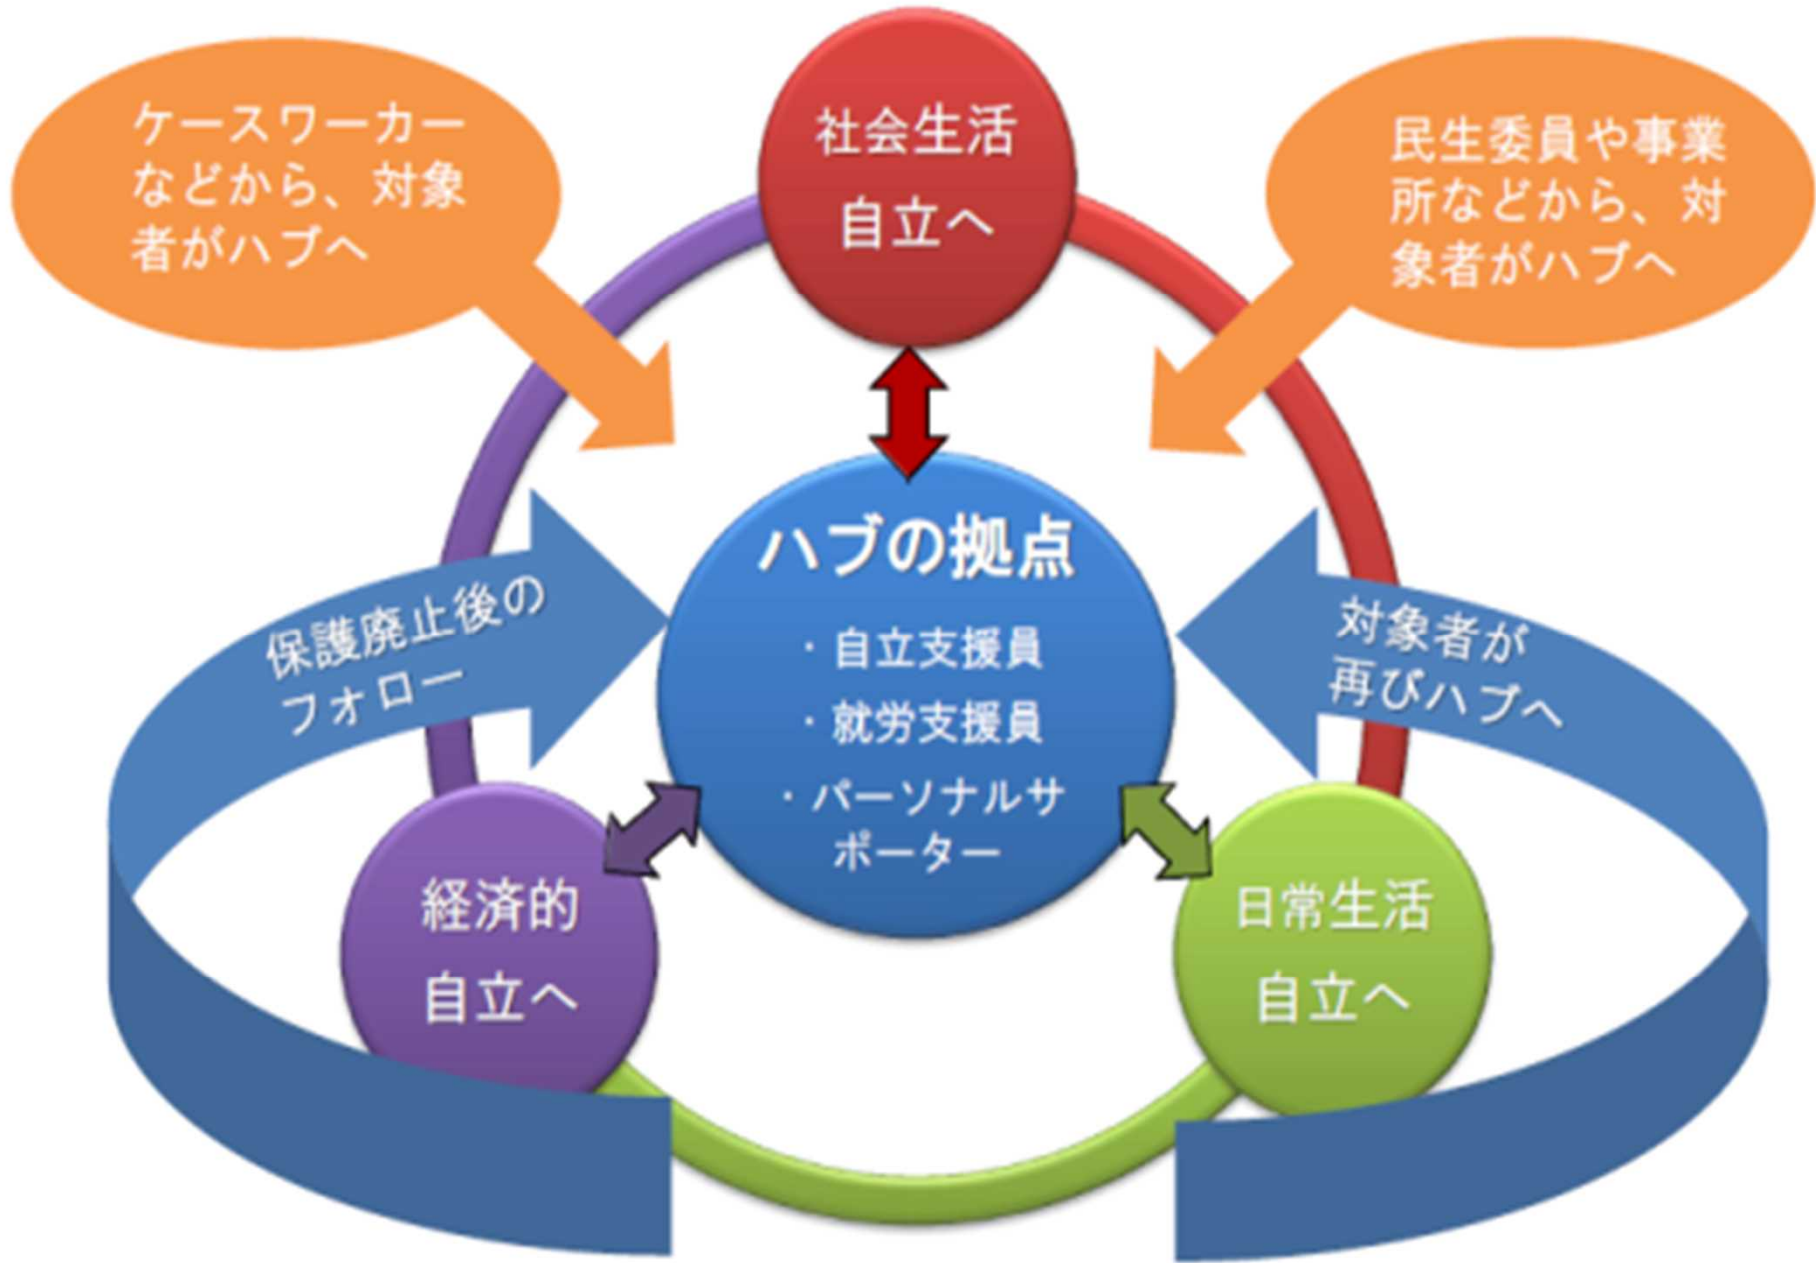 社会生活
自立へ
ケースワーカー
などから、対象
者がハブへ
民生委員や事業
所などから、対
象者がハブへ
ハブの拠点
・自立支援員
・就労支援員
・パーソナルサ
ポーター
保護廃止後の
フォロー
対象者が
再びハブへ
経済的
自立へ
日常生活
自立へ